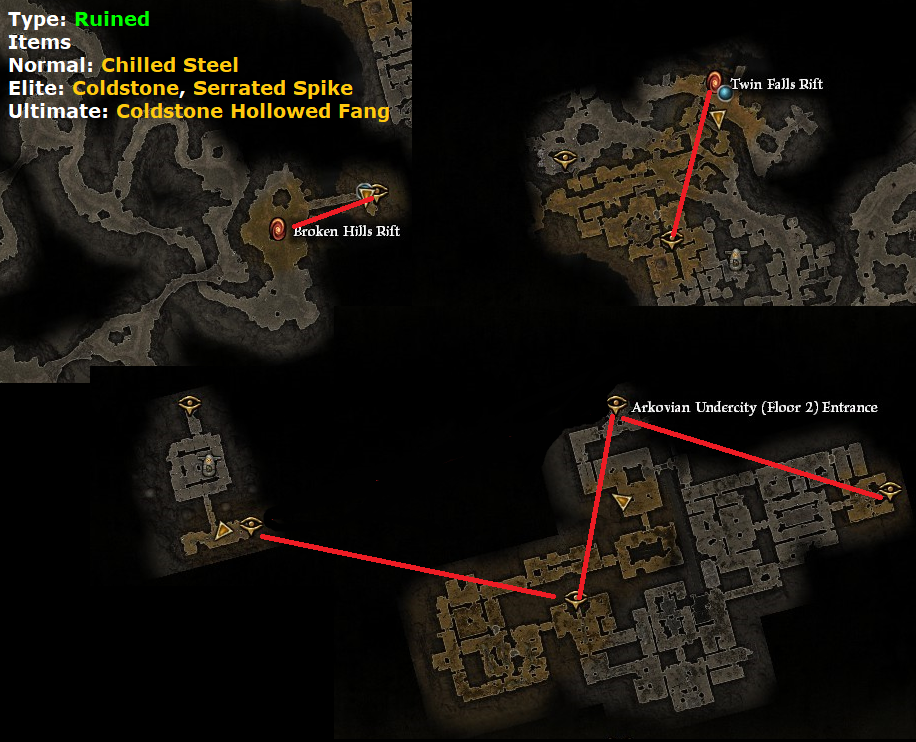 Type: Ruined
Items
Normal: Chilled Steel
Elite: Coldstone, Serrated Spike
Ultimate: Coldstone Hollowed Fang
Twin Falls Rift
Broken Hills Rift
Arkovian Undercity (Floor 2) Entrance